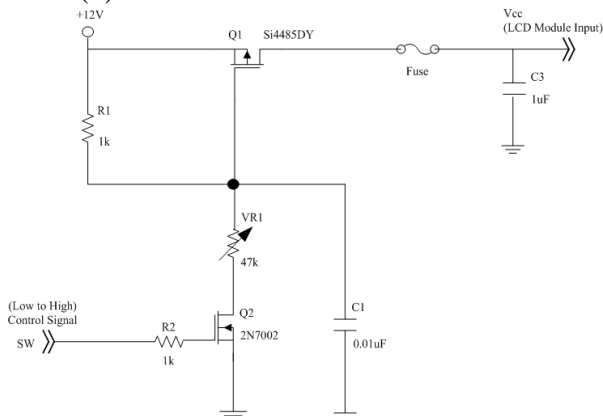 +12V
Q1 Si4485DY
Vcc
(LCD Module Input)
Fuse
C3
1uF
R1
1k
VR1
47k
(Low to High)
Control Signal
SW
R2
1k
Q2
2N7002
C1
0.01uF